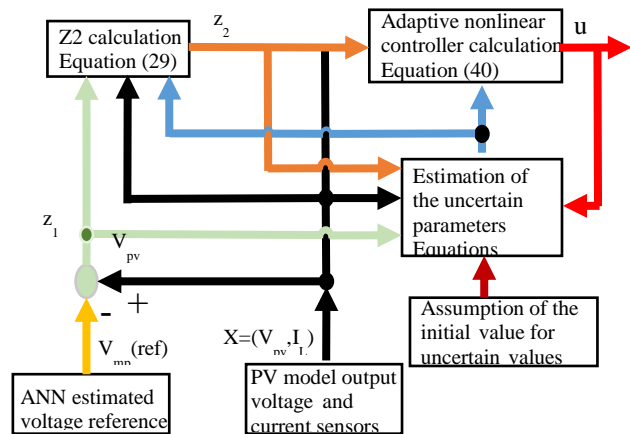 Z2 calculation
Equation (29)
z2
Adaptive nonlinear
controller calculation
Equation (40)
u
Estimation of
the uncertain
parameters
Equations
z1
Vpv
- +
Vmp(ref)
X=(Vpv,IL)
Assumption of the
initial value for
uncertain values
ANN estimated
voltage reference
PV model output
voltage and
current sensors